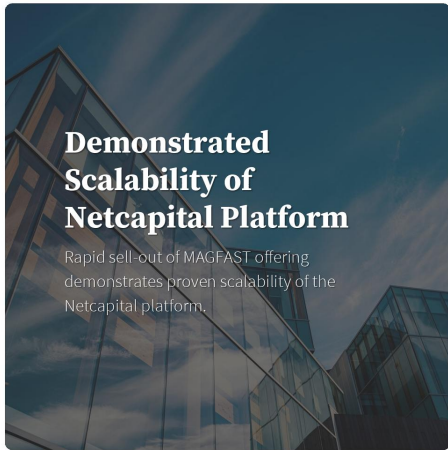 Demonstrated
Scalability of
Netcapital Platform
Rapid sell-out of MAGFAST offering
demonstrates proven scalability of the
Netcapital platform.